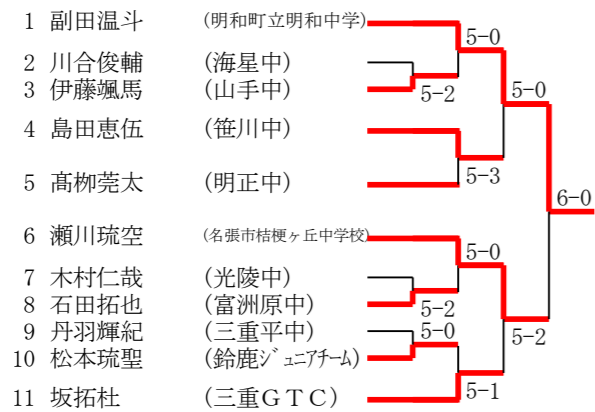 1 副田温斗 (明和町立明和中学)
5-0
2 川合俊輔 (海星中)
3 伊藤颯馬 (山手中)
5-2
5-0
4 島田恵伍 (笹川中)
5 髙栁莞太 (明正中)
5-3
6-0
6 瀬川琉空 (名張市桔梗ヶ丘中学校)
5-0
7 木村仁哉 (光陵中)
8 石田拓也 (富洲原中)
5-2
9 丹羽輝紀 (三重平中)
5-0
5-2
10 松本琉聖 (鈴鹿ジュニアチーム)
11 坂拓杜 (三重GTC)
5-1